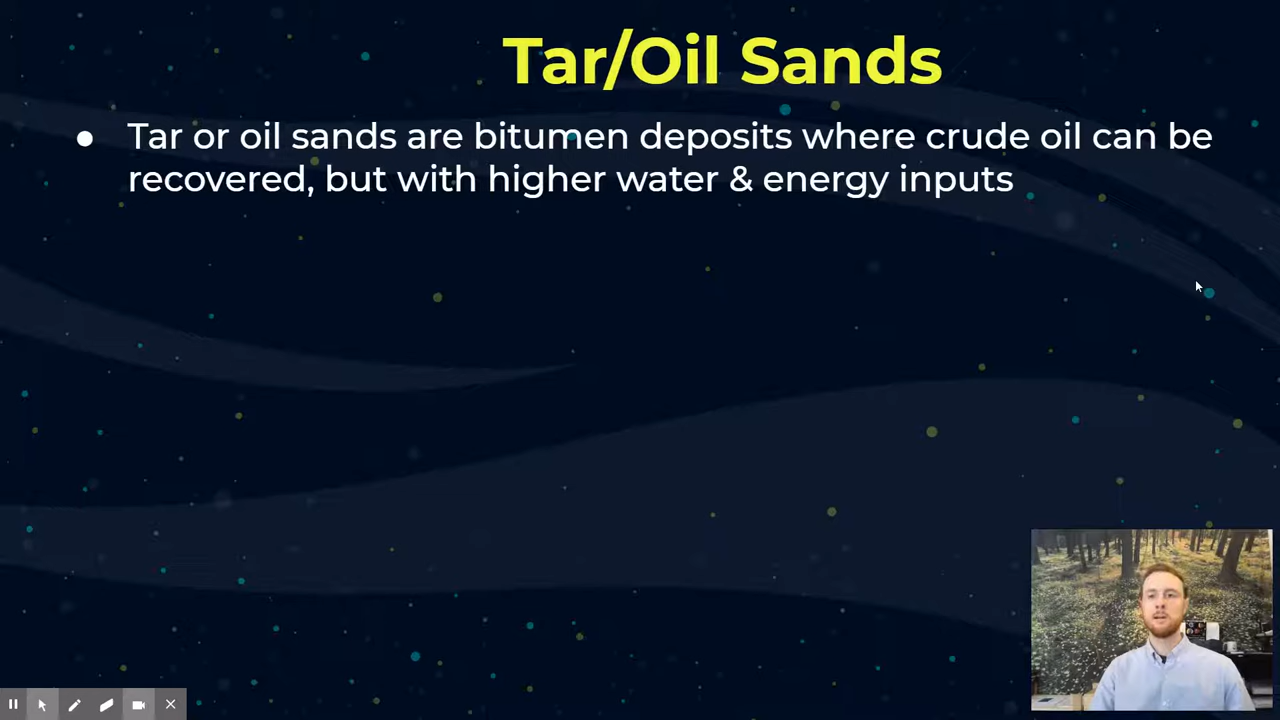 Tar/Oil Sands
● Tar or oil sands are bitumen deposits where crude oil can be
recovered, but with higher water & energy inputs